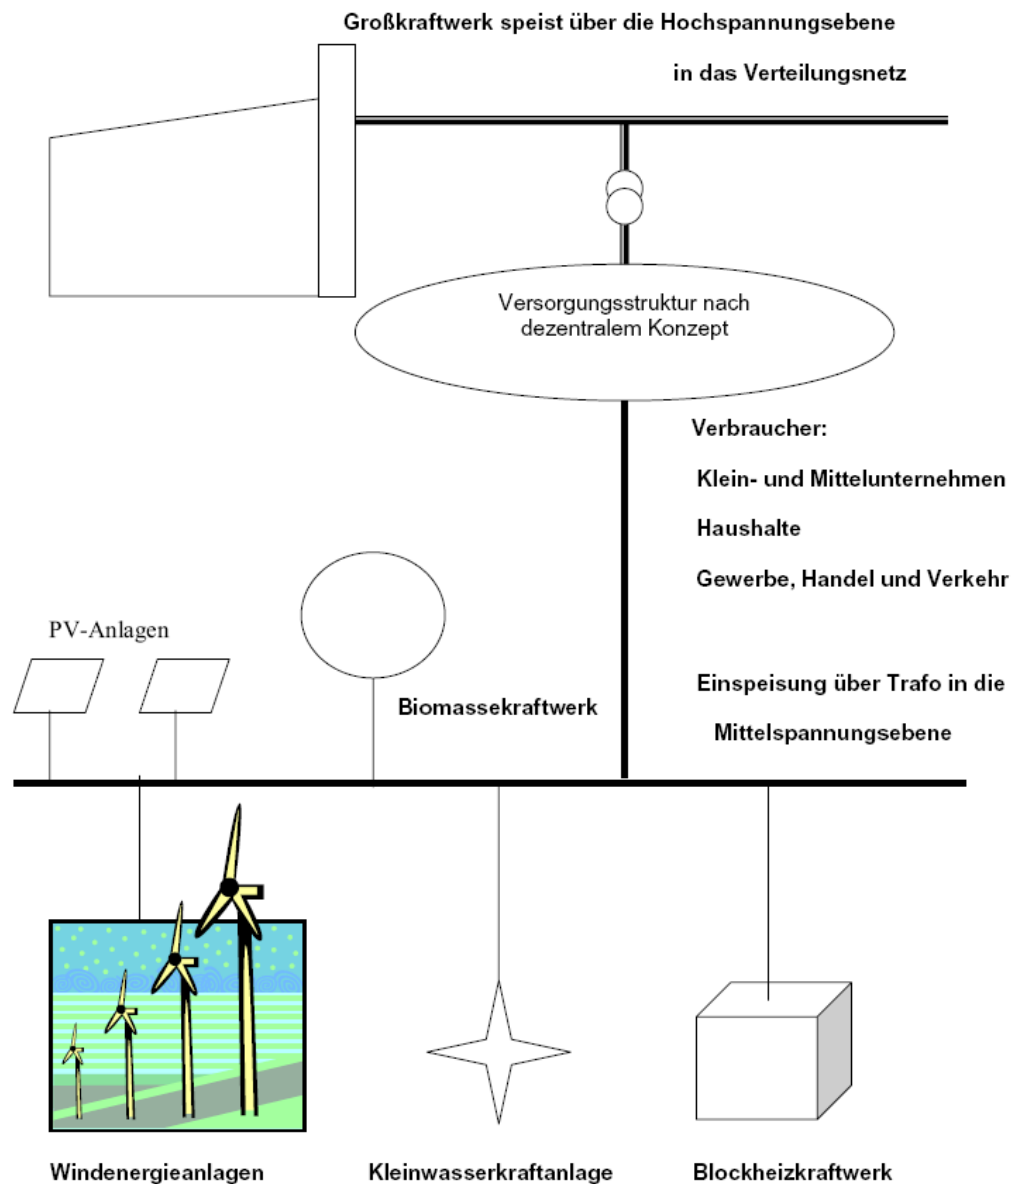 Großkraftwerk speist über die Hochspannungsebene
in das Verteilungsnetz
Versorgungsstruktur nach
dezentralem Konzept
Verbraucher:
Klein- und Mittelunternehmen
Haushalte
Gewerbe, Handel und Verkehr
PV-Anlagen
Einspeisung über Trafo in die
Mittelspannungsebene
Biomassekraftwerk
Windenergieanlagen
Kleinwasserkraftanlage
Blockheizkraftwerk